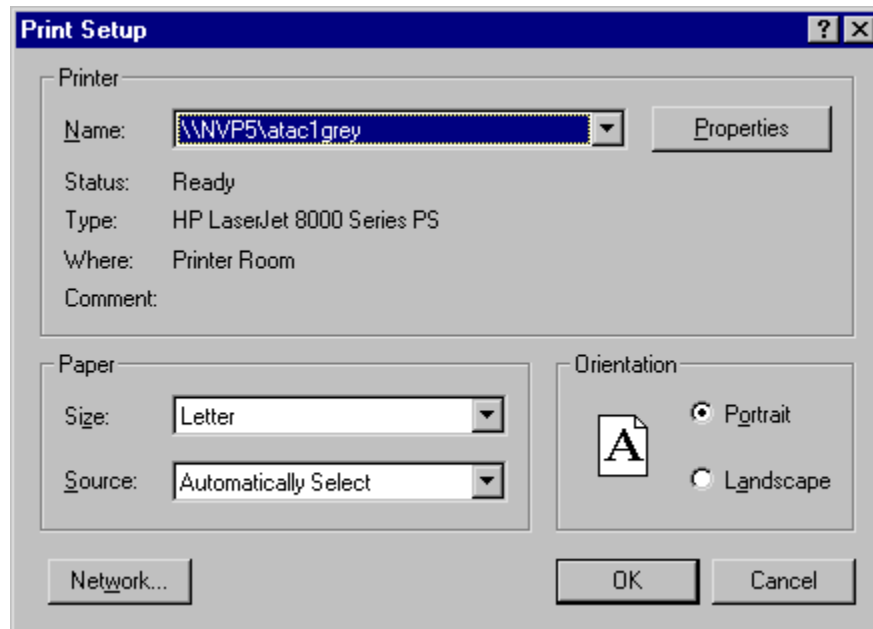 Print Setup
Printer
Name: \\NVP5\atac1grey Properties
Status: Ready
Type: HP LaserJet 8000 Series PS
Where: Printer Room
Comment:
Paper
Size: Letter
Source: Automatically Select
Orientation
A
Portrait
Landscape
Network... OK Cancel